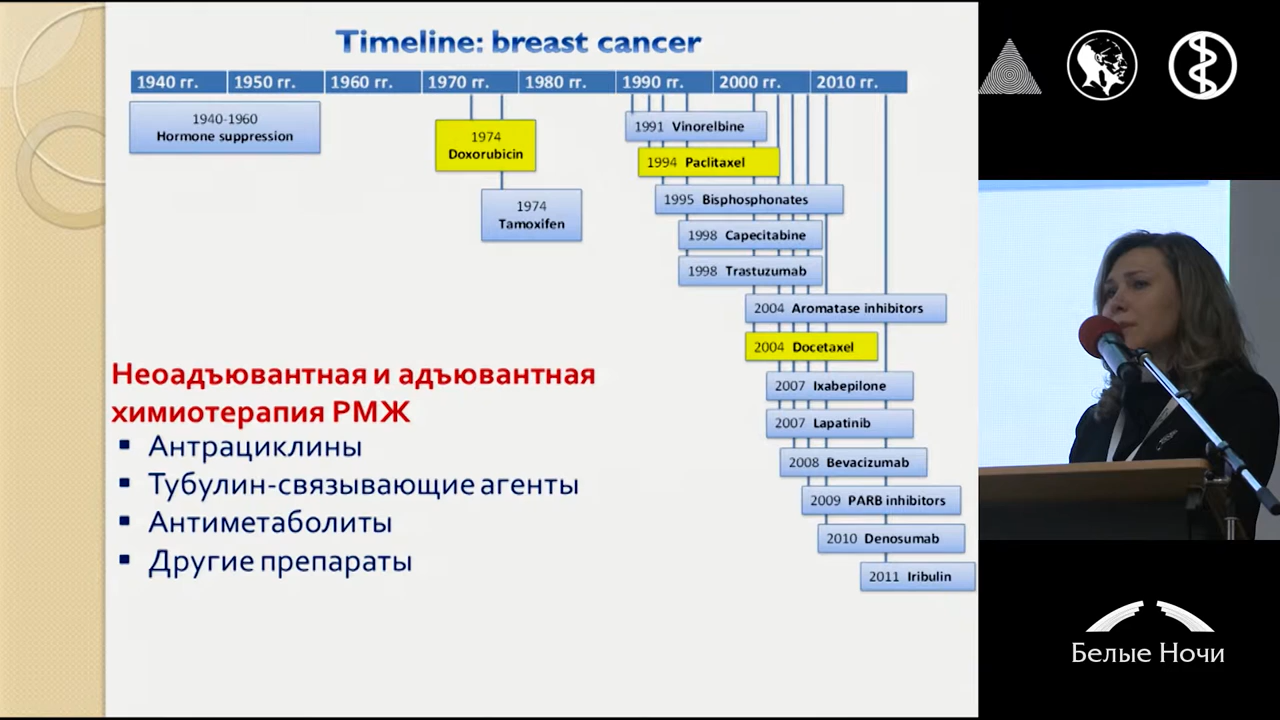 Timeline: breast cancer
1940 гг. 1950 гг. 1960 гг. 1970 гг. 1980 гг. 1990 гг. 2000 гг. 2010 гг.
1940-1960
Hormone suppression
1974
Doxorubicin
1974
Tamoxifen
1991 Vinorelbine
1994 Paclitaxel
1995 Bisphosphonates
1998 Capecitabine
1998 Trastuzumab
2004 Aromatase inhibitors
2004 Docetaxel
2007 Ixabepilone
2007 Lapatinib
2008 Bevacizumab
2009 PARB inhibitors
2010 Denosumab
2011 Iribulin
Неоадъювантная и адъювантная
химиотерапия РМЖ
▪ Антрациклины
▪ Тубулин-связывающие агенты
▪ Антиметаболиты
▪ Другие препараты
Белые Ночи